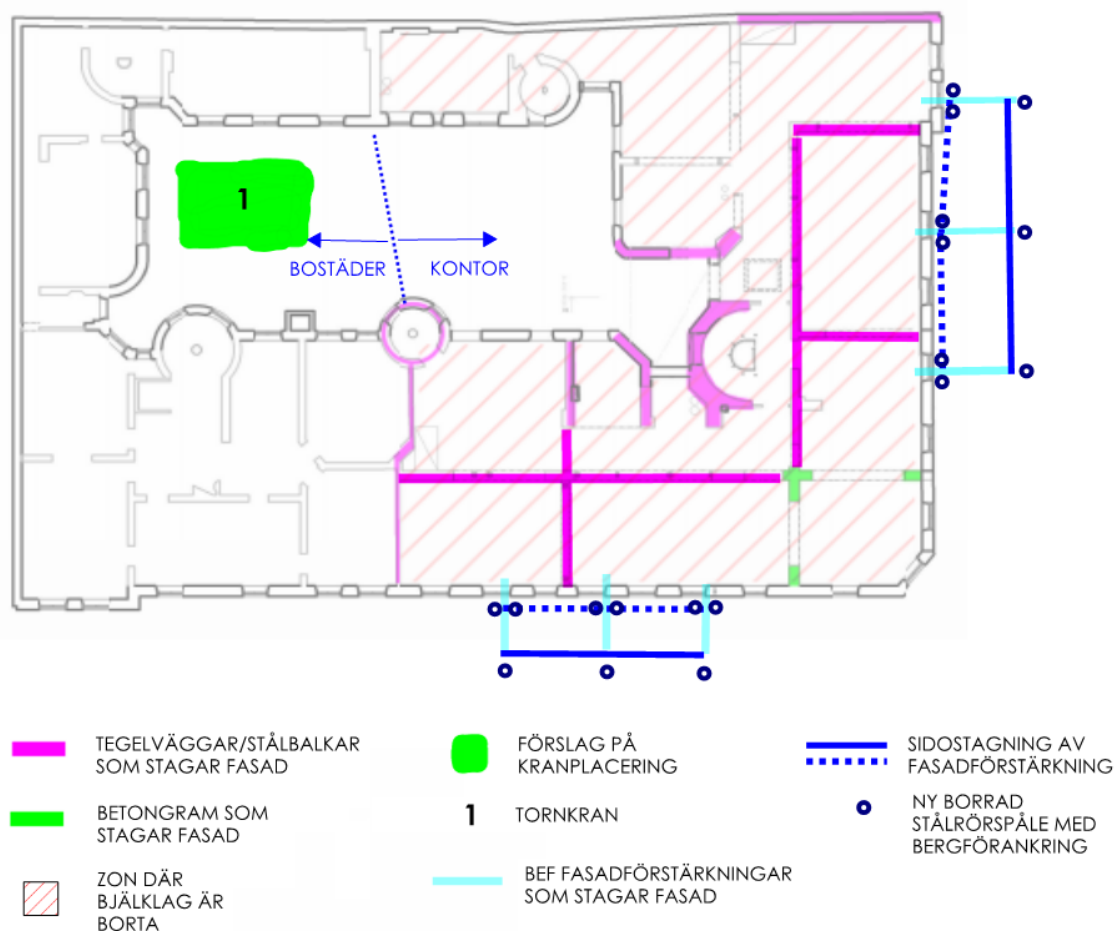 1
BOSTÄDER
KONTOR
TEGELVÄGGAR/STÅLBALKAR
SOM STAGAR FASAD
BETONGRAM SOM
STAGAR FASAD
ZON DÄR
BJÄLKLAG ÄR
BORTA
FÖRSLAG PÅ
KRANPLACERING
1 TORNKRAN
BEF FASADFÖRSTÄRKNINGAR
SOM STAGAR FASAD
SIDOSTAGNING AV
FASADFÖRSTÄRKNING
NY BORRAD
STÅLRÖRSPÅLE MED
BERGFÖRANKRING